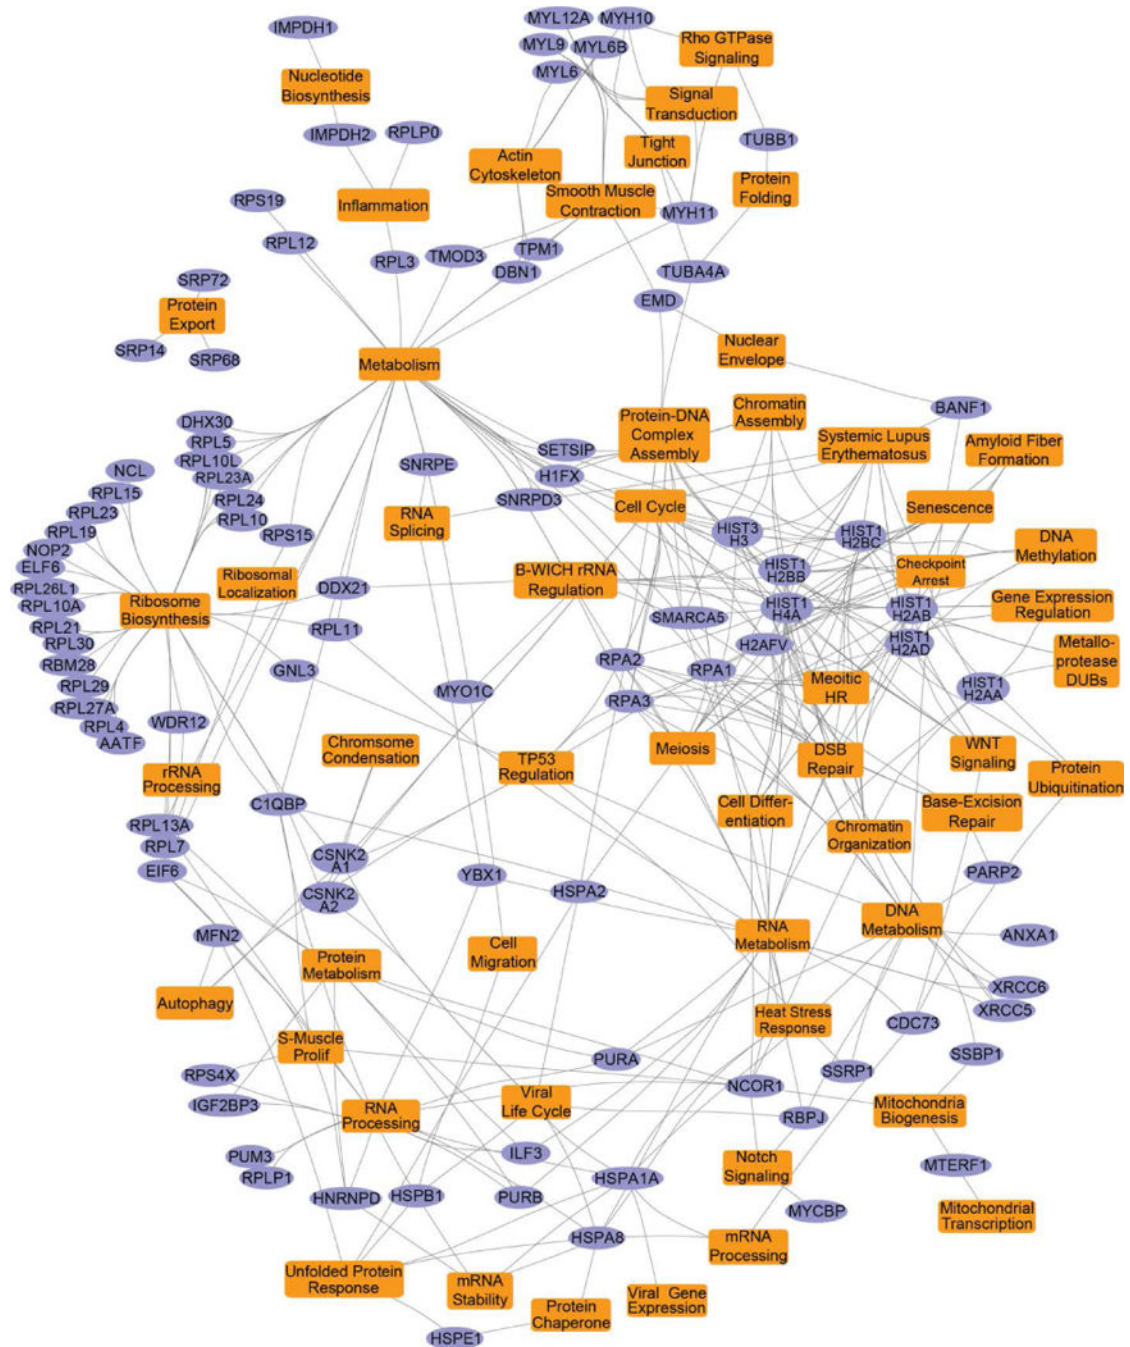 MYL12A
MYH10
IMPDH1
MYL9
MYL6B
Rho GTPase
Signaling
MYL6
Nucleotide
Biosynthesis
Signal
Transduction
IMPDH2
RPLP0
TUBB1
Actin
Cytoskeleton
Tight
Junction
Protein
Folding
RPS19
Inflammation
Smooth Muscle
Contraction
MYH11
RPL12
RPL3
TMOD3
TPM1
DBN1
TUBA4A
SRP72
EMD
Protein
Export
SRP14
SRP68
Metabolism
Nuclear
Envelope
BANF1
DHX30
Protein-DNA
Complex
Assembly
Chromatin
Assembly
Systemic Lupus
Erythematosus
Amyloid Fiber
Formation
RPL5
NCL
RPL10L
SETSIP
SNRPE
RPL23A
H1FX
RPL15
RPL24
SNRPD3
Cell Cycle
Senescence
RPL23
RPL10
RNA
Splicing
RPL19
RPS15
HIST3
H3
HIST1
H2BC
DNA
Methylation
NOP2
ELF6
Ribosomal
Localization
B-WICH rRNA
Regulation
HIST1
H2BB
Checkpoint
Arrest
RPL26L1
DDX21
RPL10A
Ribosome
Biosynthesis
SMARCA5
HIST1
H4A
HIST1
H2AB
Gene Expression
Regulation
RPL21
RPL11
RPL30
H2AFV
HIST1
H2AD
Metallo-
protease
DUBs
RBM28
GNL3
RPA2
RPA1
RPL29
MYO1C
RPA3
Meoitic
HR
HIST1
H2AA
RPL27A
WDR12
RPL4
AATF
Chromsome
Condensation
TP53
Regulation
Meiosis
DSB
Repair
WNT
Signaling
Protein
Ubiquitination
rRNA
Processing
C1QBP
Cell Differ-
entiation
Base-Excision
Repair
RPL13A
Chromatin
Organization
RPL7
CSNK2
A1
EIF6
YBX1
HSPA2
PARP2
CSNK2
A2
MFN2
RNA
Metabolism
DNA
Metabolism
ANXA1
Cell
Migration
Protein
Metabolism
Autophagy
XRCC6
XRCC5
Heat Stress
Response
CDC73
S-Muscle
Prolif
SSBP1
PURA
SSRP1
RPS4X
NCOR1
IGF2BP3
RNA
Processing
Viral
Life Cycle
RBPJ
Mitochondria
Biogenesis
PUM3
ILF3
Notch
Signaling
MTERF1
RPLP1
HSPA1A
HNRNPD
HSPB1
PURB
MYCBP
Mitochondrial
Transcription
HSPA8
mRNA
Processing
Unfolded Protein
Response
mRNA
Stability
Viral Gene
Expression
Protein
Chaperone
HSPE1